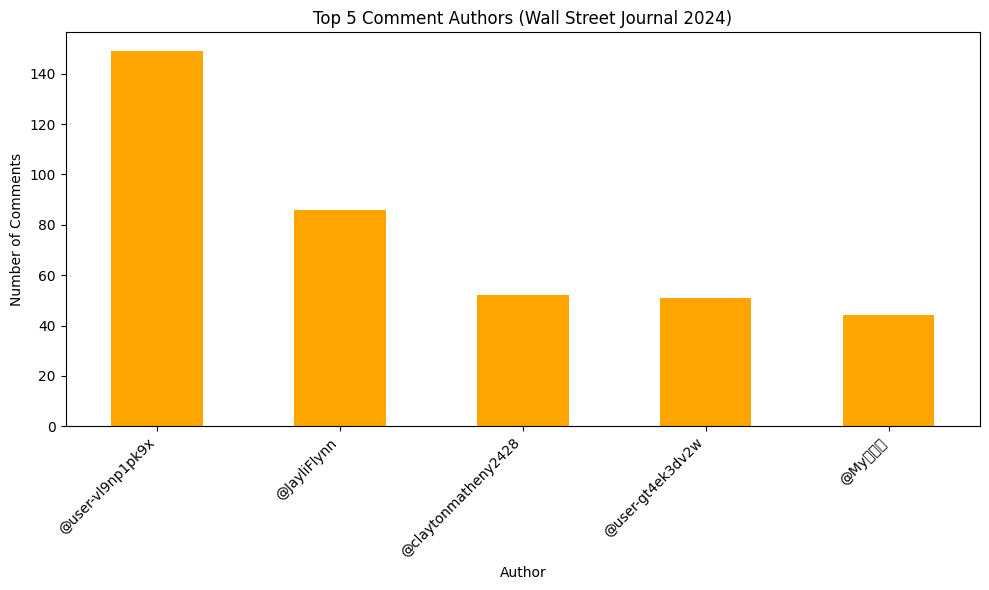 Top 5 Comment Authors (Wall Street Journal 2024)
Number of Comments
140
120
100
80
60
40
20
0
@user-vl9np1pk9x
@JayliFlynn
@claytonmatheny2428
@user-gt4ek3dv2w
@My
Author